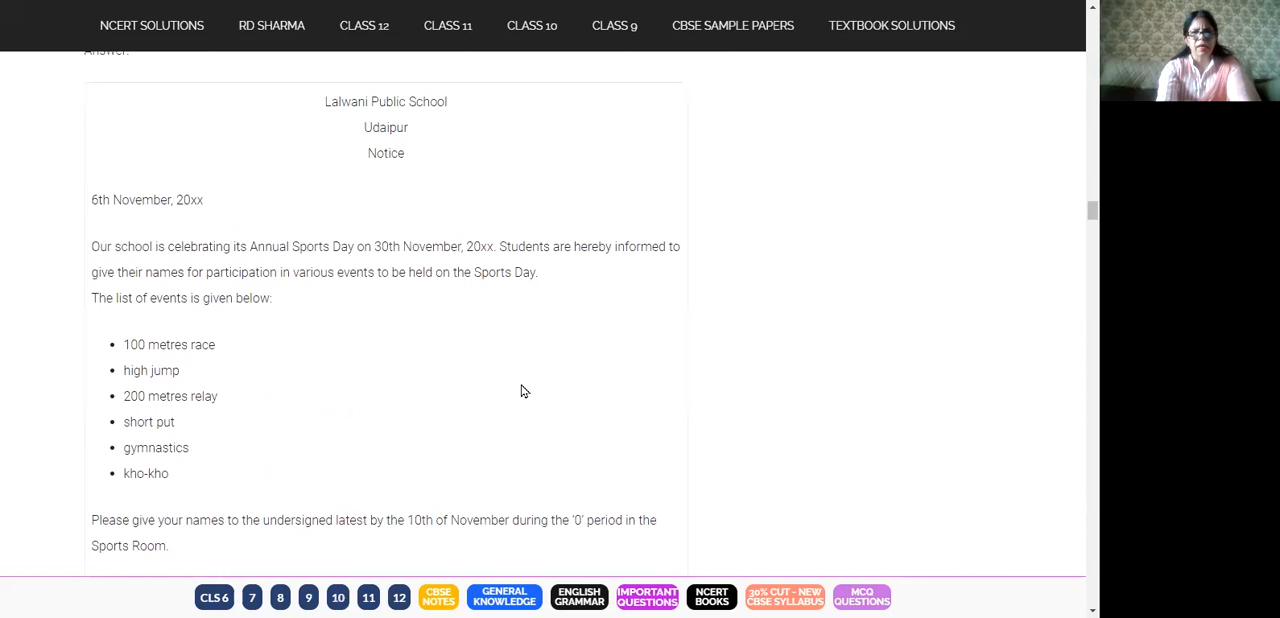 NCERT SOLUTIONS RD SHARMA CLASS 12 CLASS 11 CLASS 10 CLASS 9 CBSE SAMPLE PAPERS TEXTBOOK SOLUTIONS
Answer:
Lalwani Public School
Udaipur
Notice
6th November, 20xx
Our school is celebrating its Annual Sports Day on 30th November, 20xx. Students are hereby informed to
give their names for participation in various events to be held on the Sports Day.
The list of events is given below:
• 100 metres race
• high jump
• 200 metres relay
• short put
• gymnastics
• kho-kho
Please give your names to the undersigned latest by the 10th of November during the ‘0’ period in the
Sports Room.
CLS 6 7 8 9 10 11 12 CBSE NOTES GENERAL KNOWLEDGE ENGLISH GRAMMAR IMPORTANT QUESTIONS NCERT BOOKS 30% CUT - NEW CBSE SYLLABUS MCQ QUESTIONS